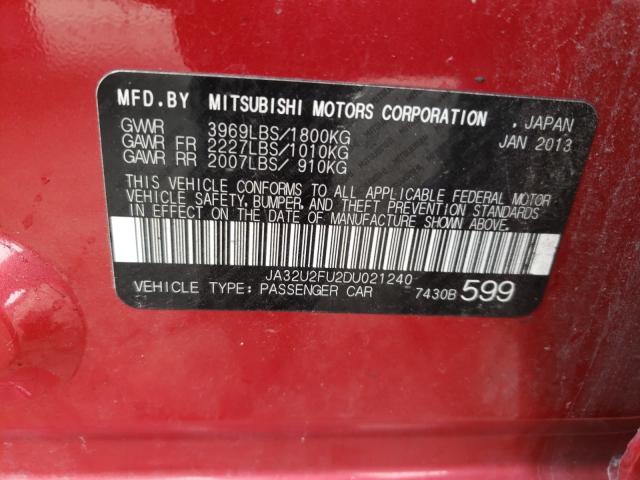 MFD.BY MITSUBISHI MOTORS CORPORATION , JAPAN
GVWR 3969LBS/1800KG JAN 2013
GAWR FR 2227LBS/1010KG
GAWR RR 2007LBS/ 910KG
THIS VEHICLE CONFORMS TO ALL APPLICABLE FEDERAL MOTOR
VEHICLE SAFETY, BUMPER, AND THEFT PREVENTION STANDARDS
IN EFFECT ON THE DATE OF MANUFACTURE SHOWN ABOVE.
JA32U2FU2DU021240
VEHICLE TYPE: PASSENGER CAR 7430B 599